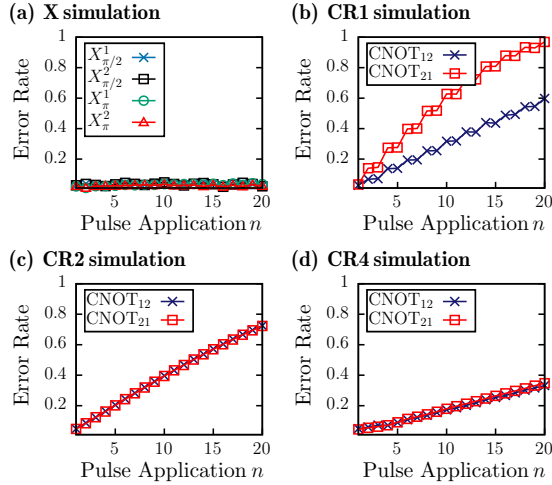 (a) X simulation
Error Rate
1
0.8
0.6
0.4
0.2
X^1_{π/2}
X^2_{π/2}
X^1_π
X^2_π
5 10 15 20
Pulse Application n
(b) CR1 simulation
Error Rate
1
0.8
0.6
0.4
0.2
CNOT_{12}
CNOT_{21}
5 10 15 20
Pulse Application n
(c) CR2 simulation
Error Rate
1
0.8
0.6
0.4
0.2
CNOT_{12}
CNOT_{21}
5 10 15 20
Pulse Application n
(d) CR4 simulation
Error Rate
1
0.8
0.6
0.4
0.2
CNOT_{12}
CNOT_{21}
5 10 15 20
Pulse Application n